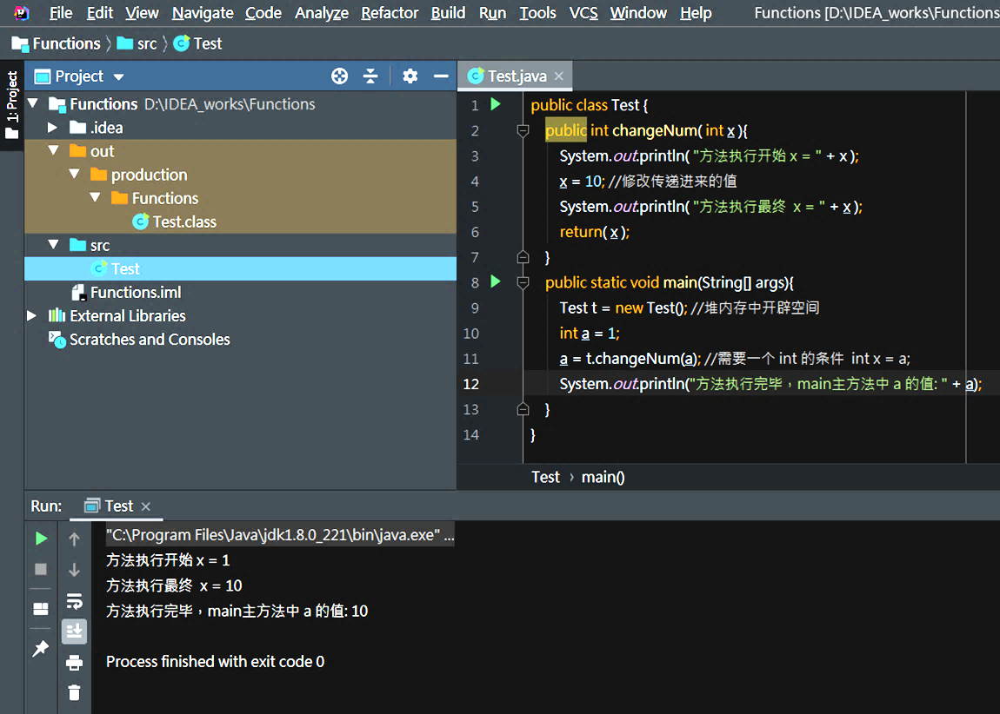 File Edit View Navigate Code Analyze Refactor Build Run Tools VCS Window Help Functions [D:\IDEA_works\Functions
Functions src Test
1: Project
Project
Functions D:\IDEA_works\Functions
.idea
out
production
Functions
Test.class
src
Test
Functions.iml
External Libraries
Scratches and Consoles
Test.java
1 public class Test {
2 public int changeNum( int x ){
3 System.out.println( "方法执行开始 x = " + x );
4 x = 10; //修改传递进来的值
5 System.out.println( "方法执行最终 x = " + x );
6 return( x );
7 }
8 public static void main(String[] args){
9 Test t = new Test(); //堆内存中开辟空间
10 int a = 1;
11 a = t.changeNum(a); //需要一个 int 的条件 int x = a;
12 System.out.println("方法执行完毕，main主方法中 a 的值: " + a);
13 }
14 }
Test › main()
Run: Test
"C:\Program Files\Java\jdk1.8.0_221\bin\java.exe" ...
方法执行开始 x = 1
方法执行最终 x = 10
方法执行完毕，main主方法中 a 的值: 10
Process finished with exit code 0